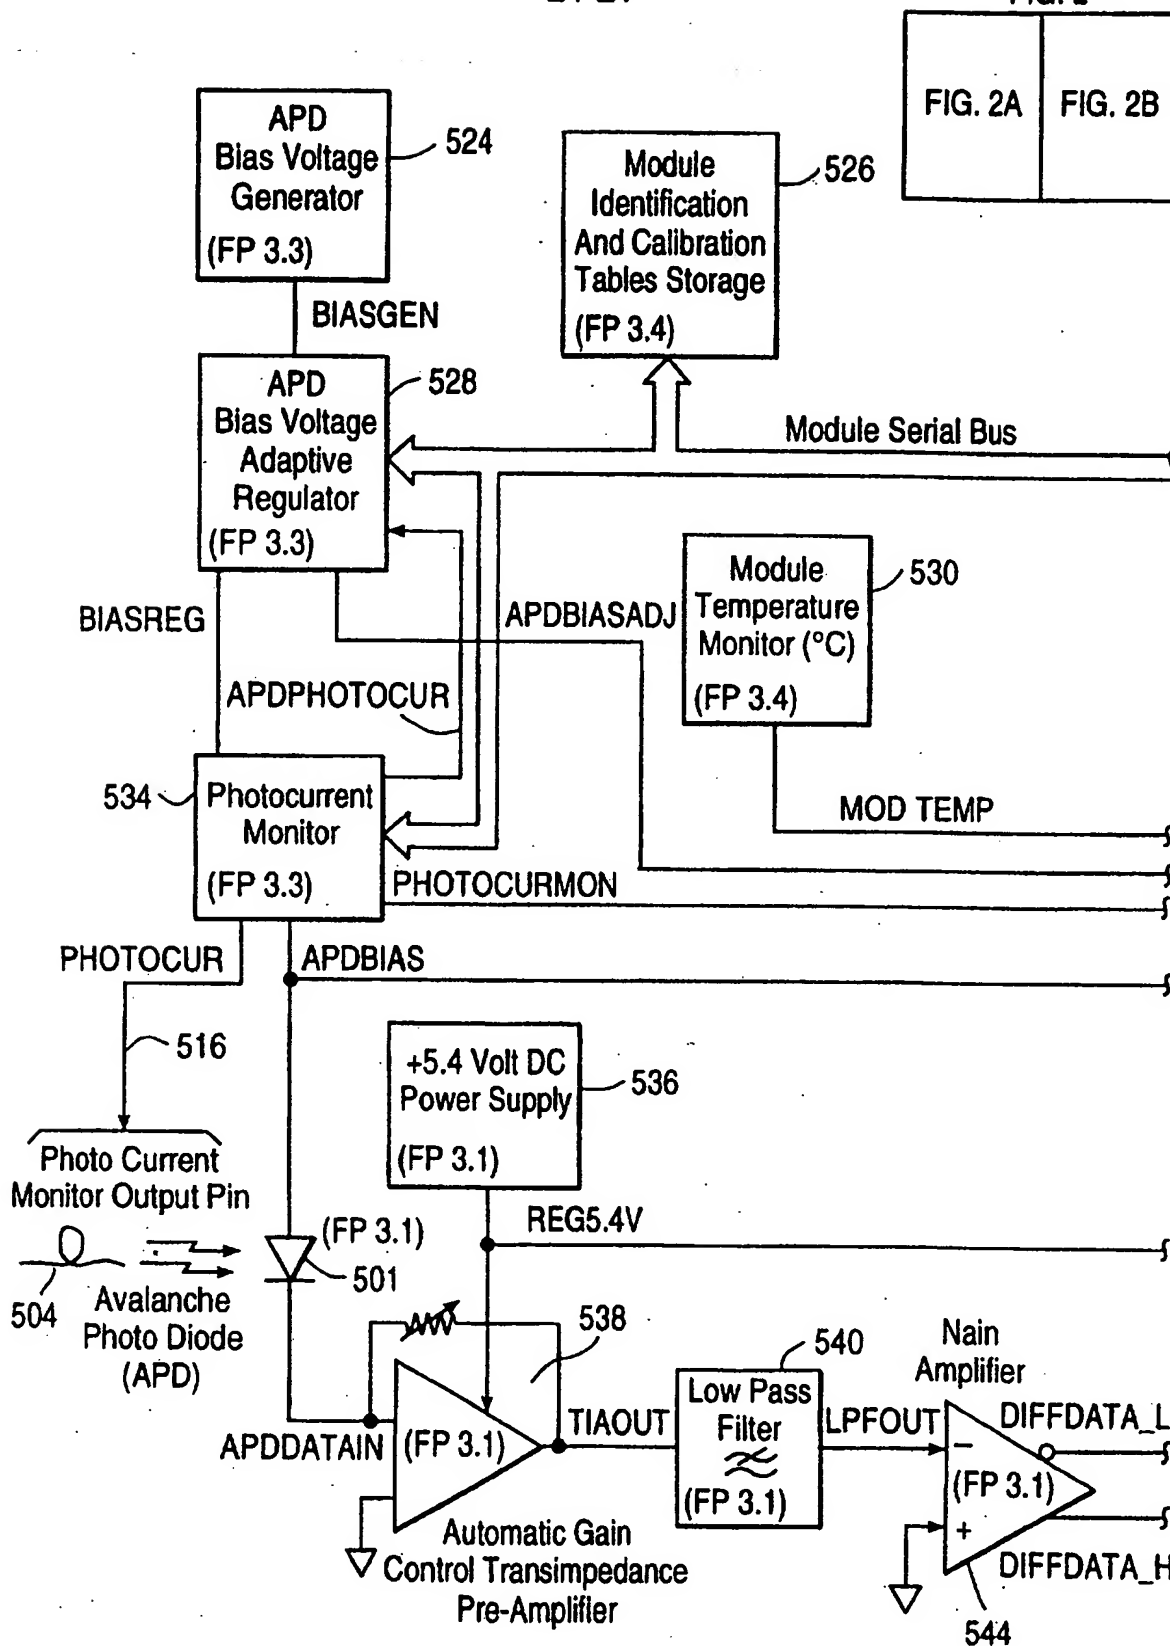 FIG. 2A
FIG. 2B
APD
Bias Voltage
Generator
(FP 3.3)
524
Module
Identification
And Calibration
Tables Storage
(FP 3.4)
526
BIASGEN
APD
Bias Voltage
Adaptive
Regulator
(FP 3.3)
528
Module Serial Bus
BIASREG
APDBIASADJ
Module
Temperature
Monitor (°C)
(FP 3.4)
530
APDPHOTOCUR
534
Photocurrent
Monitor
(FP 3.3)
MOD TEMP
PHOTOCURMON
PHOTOCUR
APDBIAS
516
+5.4 Volt DC
Power Supply
(FP 3.1)
536
Photo Current
Monitor Output Pin
REG5.4V
(FP 3.1)
501
504
Avalanche
Photo Diode
(APD)
538
540
Nain
Amplifier
Low Pass
Filter
(FP 3.1)
APDDATAIN
(FP 3.1)
TIAOUT
LPFOUT
DIFFDATA_L
−
(FP 3.1)
+
DIFFDATA_H
Automatic Gain
Control Transimpedance
Pre-Amplifier
544